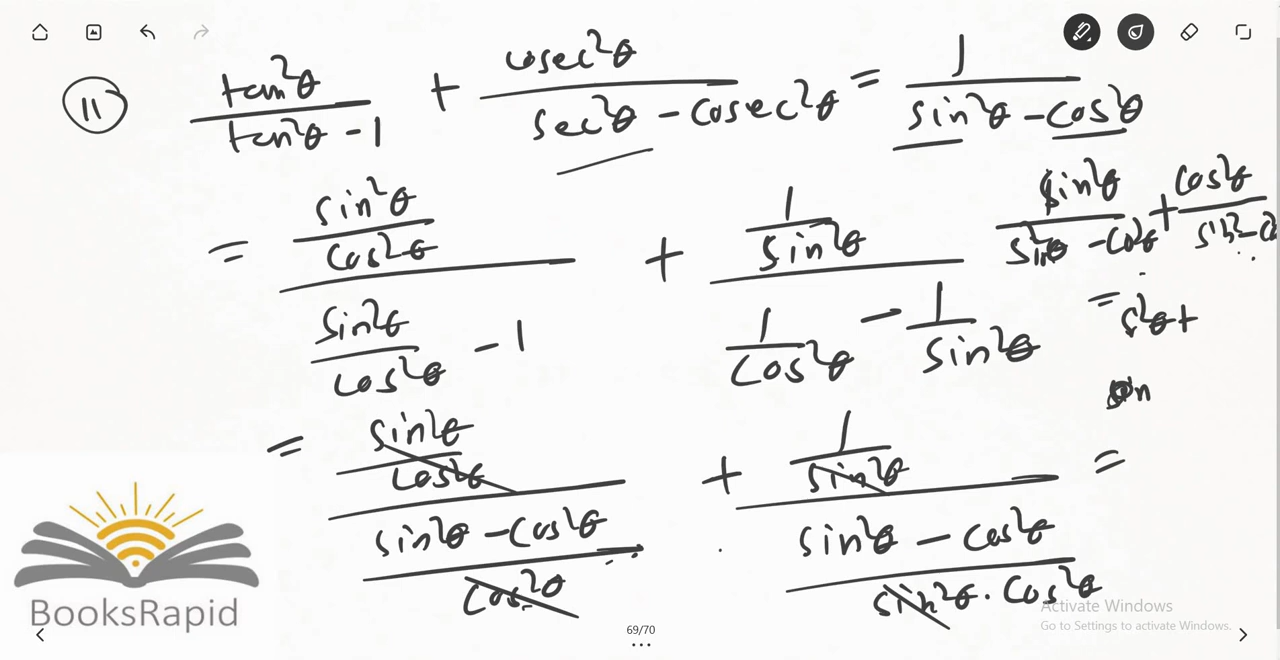 (11) tan²θ/(tan²θ - 1) + cosec²θ/(sec²θ - cosec²θ) = 1/(sin²θ - cos²θ)
= (sin²θ/cos²θ)/(sin²θ/cos²θ - 1) + (1/sin²θ)/(1/cos²θ - 1/sin²θ)
sin²θ/(sin²θ - cos²θ) + cos²θ/
= s²θ+
= (sin²θ/cos²θ)/((sin²θ - cos²θ)/cos²θ) + (1/sin²θ)/((sin²θ - cos²θ)/(sin²θ · cos²θ)) =
BooksRapid
69/70
Activate Windows
Go to Settings to activate Windows.